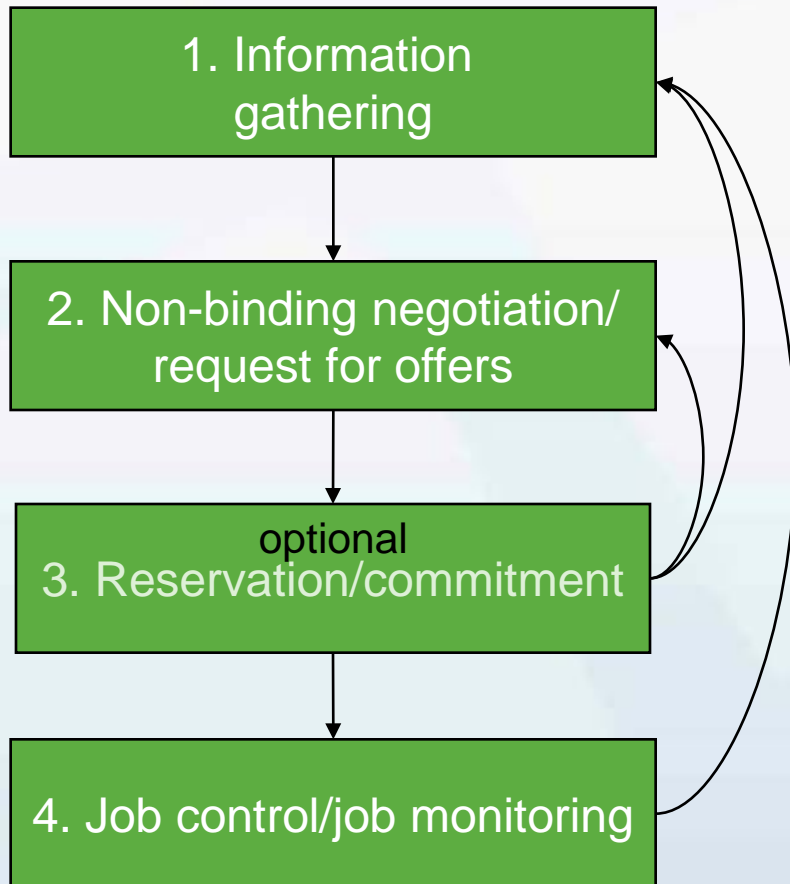 1. Information
gathering
2. Non-binding negotiation/
request for offers
optional
3. Reservation/commitment
4. Job control/job monitoring